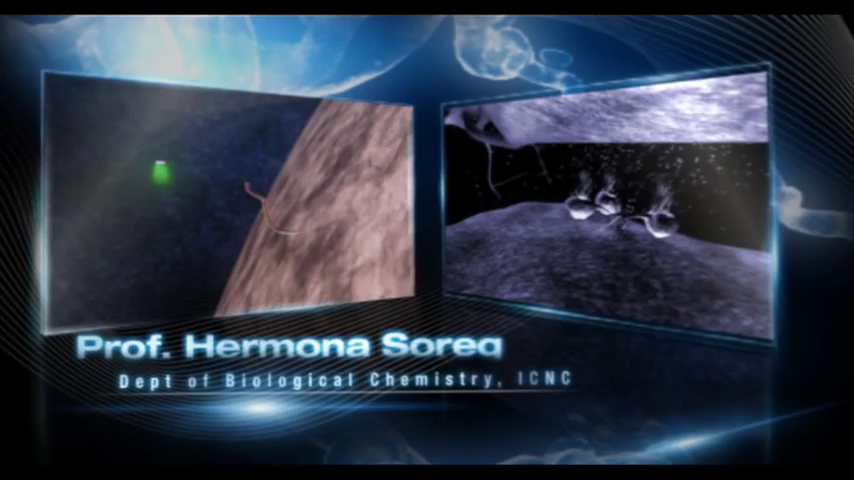 Prof. Hermona Soreq
Dept of Biological Chemistry, ICNC